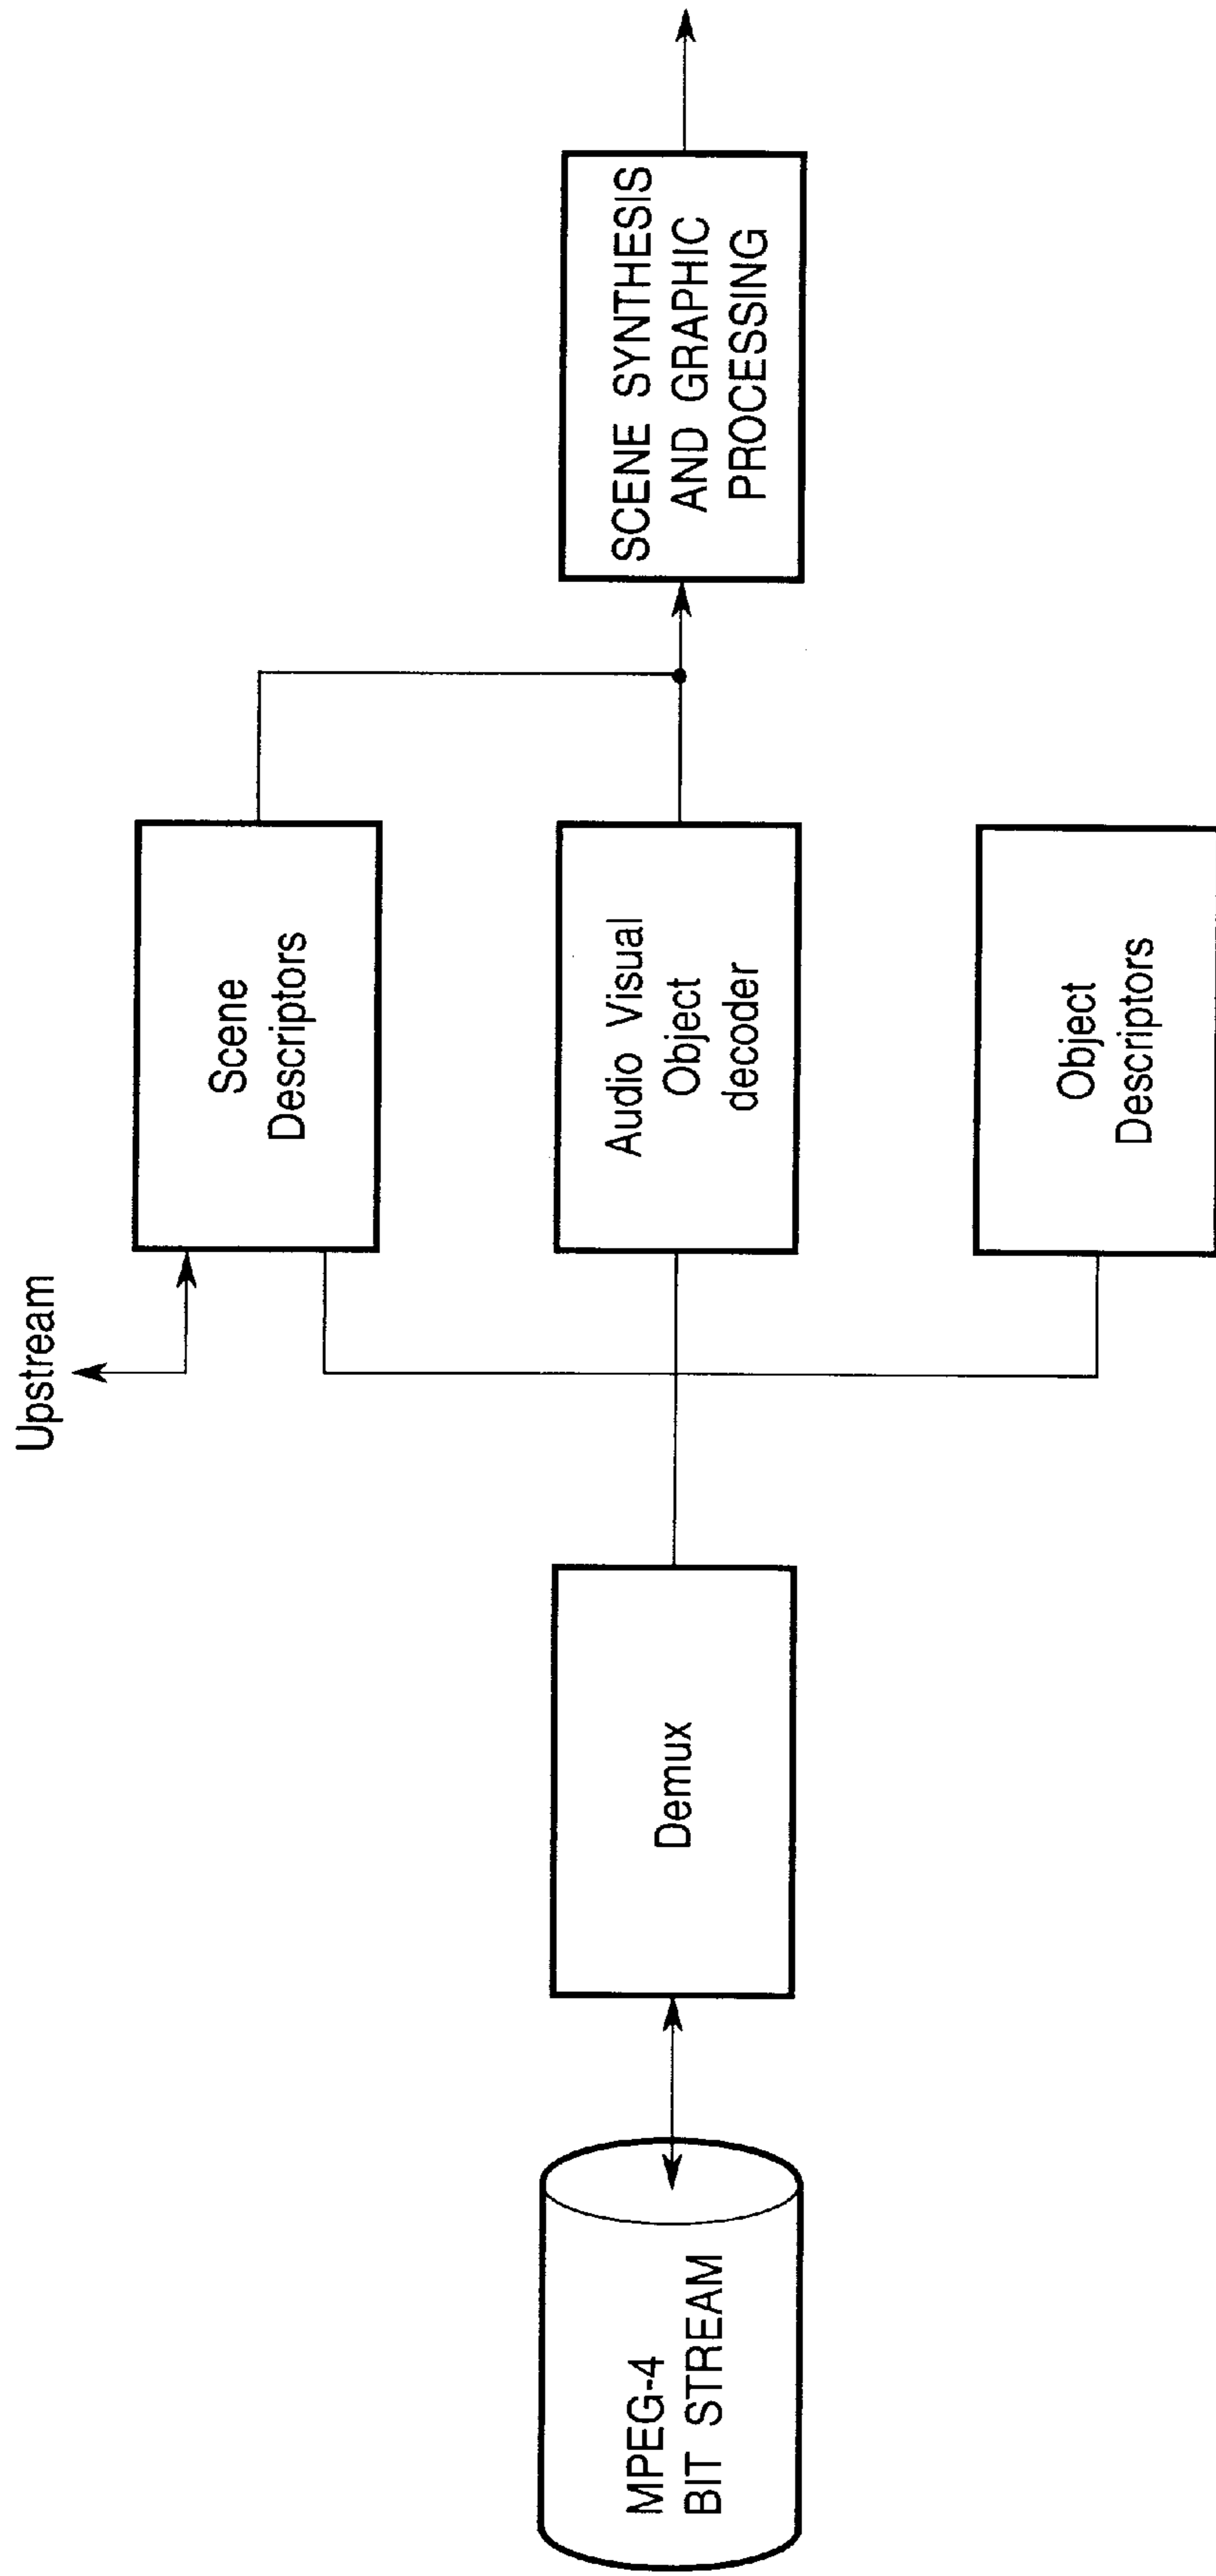 MPEG-4
BIT STREAM
Demux
Upstream
Scene
Descriptors
Audio Visual
Object
decoder
Object
Descriptors
SCENE SYNTHESIS
AND GRAPHIC
PROCESSING